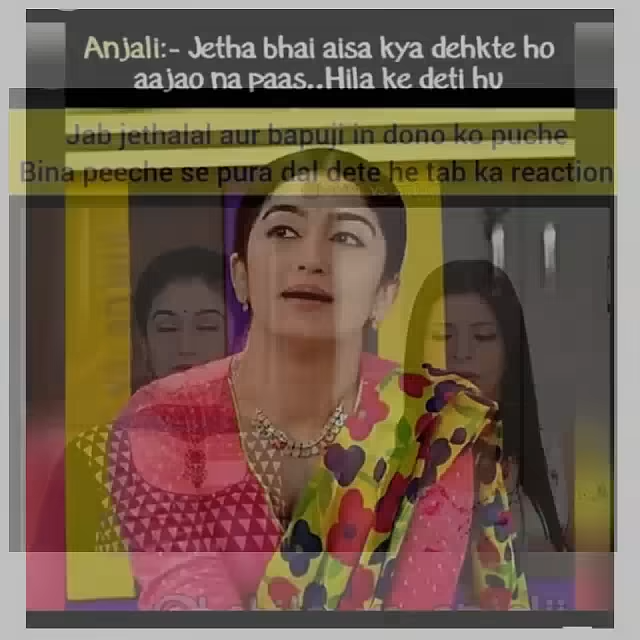 Anjali:- Jetha bhai aisa kya dehkte ho
aajao na paas..Hila ke deti hu
Jab jethalal aur bapuji in dono ko puche
Bina peeche se pura dal dete he tab ka reaction